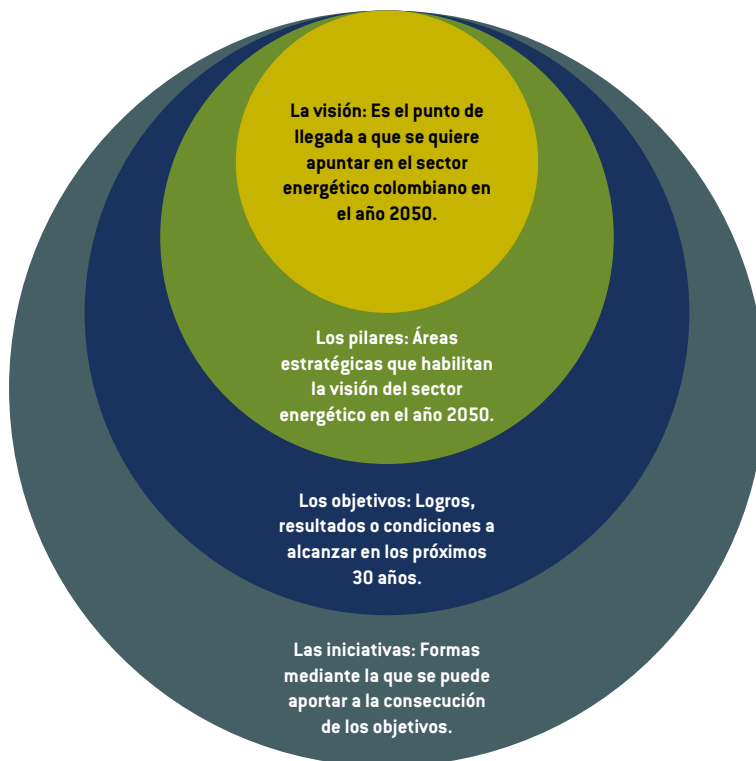 La visión: Es el punto de
llegada a que se quiere
apuntar en el sector
energético colombiano en
el año 2050.
Los pilares: Áreas
estratégicas que habilitan
la visión del sector
energético en el año 2050.
Los objetivos: Logros,
resultados o condiciones a
alcanzar en los próximos
30 años.
Las iniciativas: Formas
mediante la que se puede
aportar a la consecución
de los objetivos.